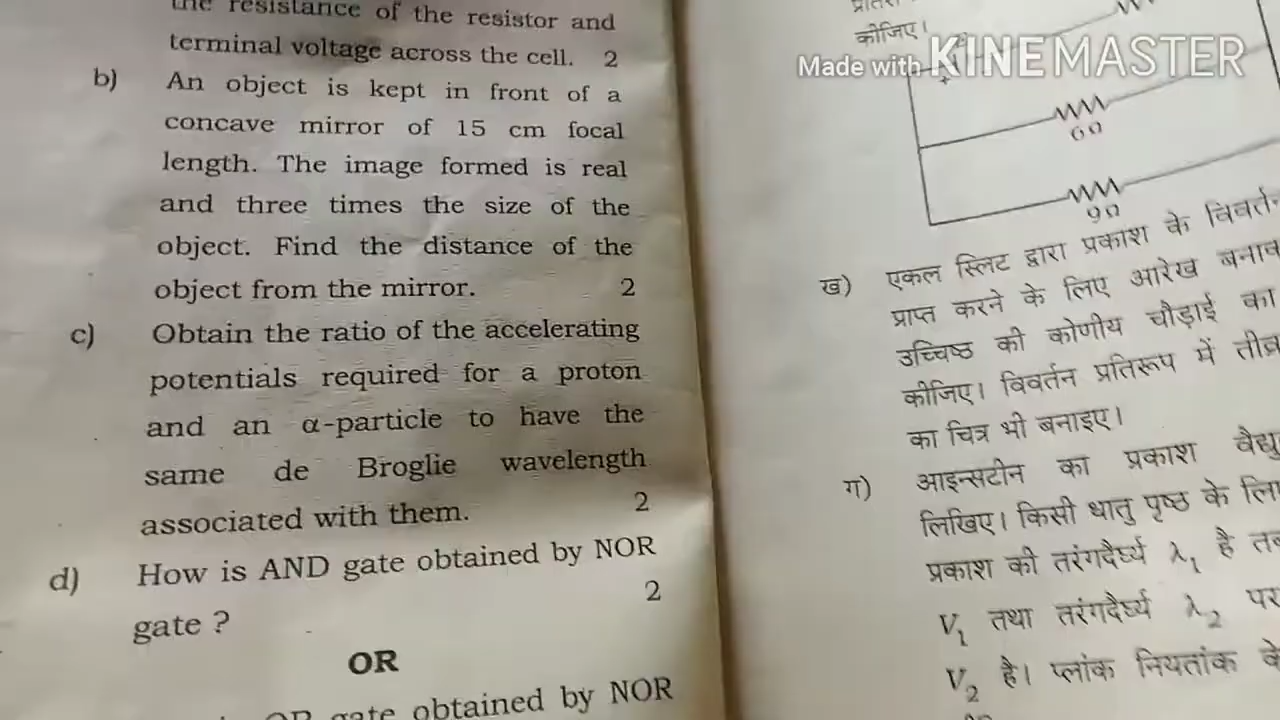 the resistance of the resistor and
terminal voltage across the cell. 2
b) An object is kept in front of a
concave mirror of 15 cm focal
length. The image formed is real
and three times the size of the
object. Find the distance of the
object from the mirror. 2
c) Obtain the ratio of the accelerating
potentials required for a proton
and an α-particle to have the
same de Broglie wavelength
associated with them. 2
d) How is AND gate obtained by NOR
gate ? 2
OR
OR gate obtained by NOR
कीजिए।
Made with KINEMASTER
+
6Ω
9Ω
ख) एकल स्लिट द्वारा प्रकाश के
प्राप्त करने के लिए आरेख
उच्चिष्ठ की कोणीय चौड़ाई का
कीजिए। विवर्तन प्रतिरूप में
का चित्र भी बनाइए।
ग) आइन्सटीन का प्रकाश
लिखिए। किसी धातु पृष्ठ के
प्रकाश की तरंगदैर्घ्य λ₁ है
V₁ तथा तरंगदैर्घ्य λ₂ पर
V₂ है। प्लांक नियतांक